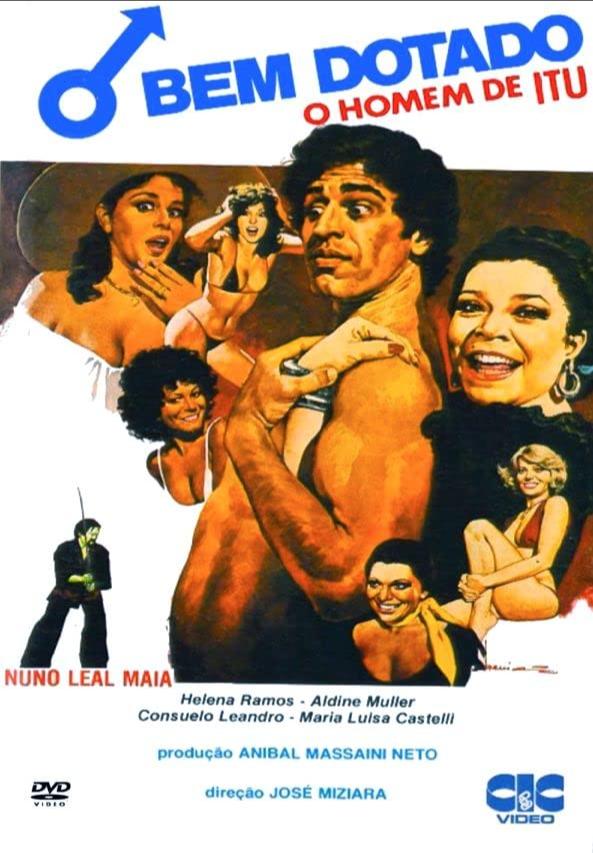 O BEM DOTADO
O HOMEM DE ITU
NUNO LEAL MAIA
Helena Ramos - Aldine Muller
Consuelo Leandro - Maria Luisa Castelli
produção ANIBAL MASSAINI NETO
direção JOSÉ MIZIARA
DVD
VIDEO
CIC
VIDEO